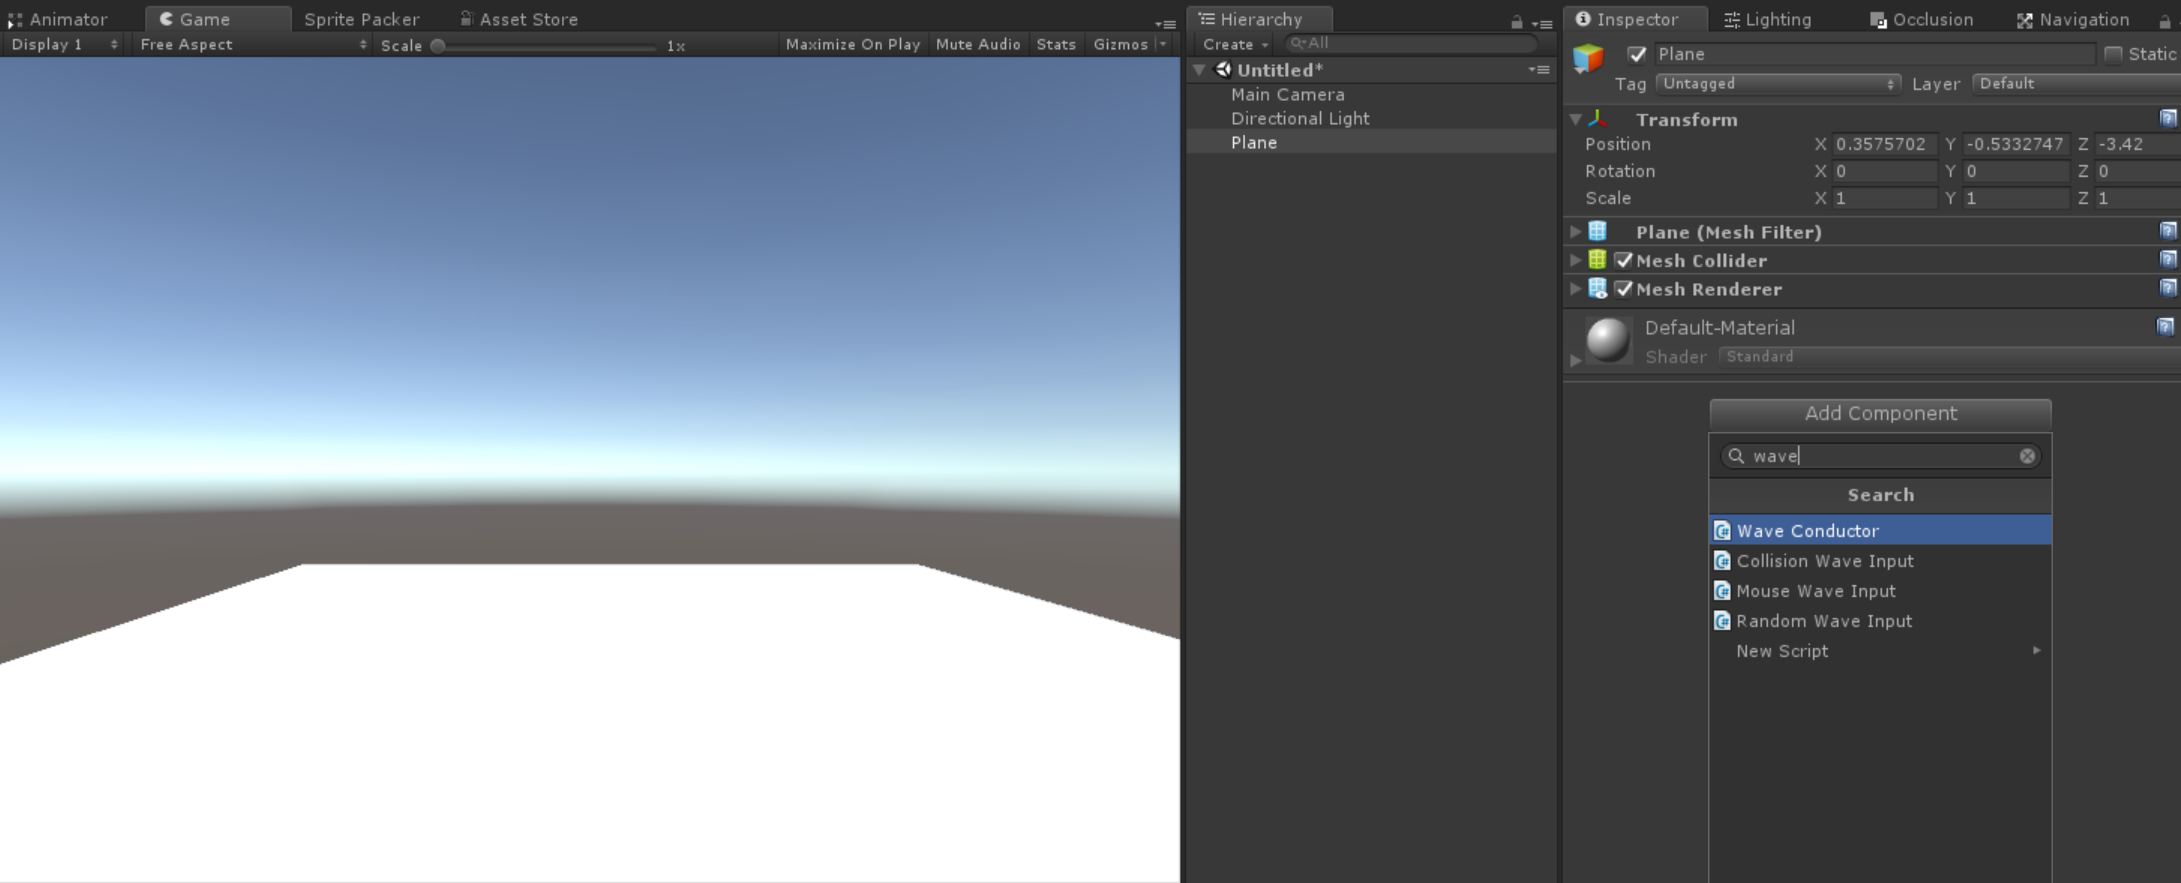 Animator Game Sprite Packer Asset Store
Display 1 Free Aspect Scale 1x Maximize On Play Mute Audio Stats Gizmos
Hierarchy
Create All
Untitled*
Main Camera
Directional Light
Plane
Inspector Lighting Occlusion Navigation
Plane Static
Tag Untagged Layer Default
Transform
Position X 0.3575702 Y -0.5332747 Z -3.42
Rotation X 0 Y 0 Z 0
Scale X 1 Y 1 Z 1
Plane (Mesh Filter)
Mesh Collider
Mesh Renderer
Default-Material
Shader Standard
Add Component
wave
Search
Wave Conductor
Collision Wave Input
Mouse Wave Input
Random Wave Input
New Script